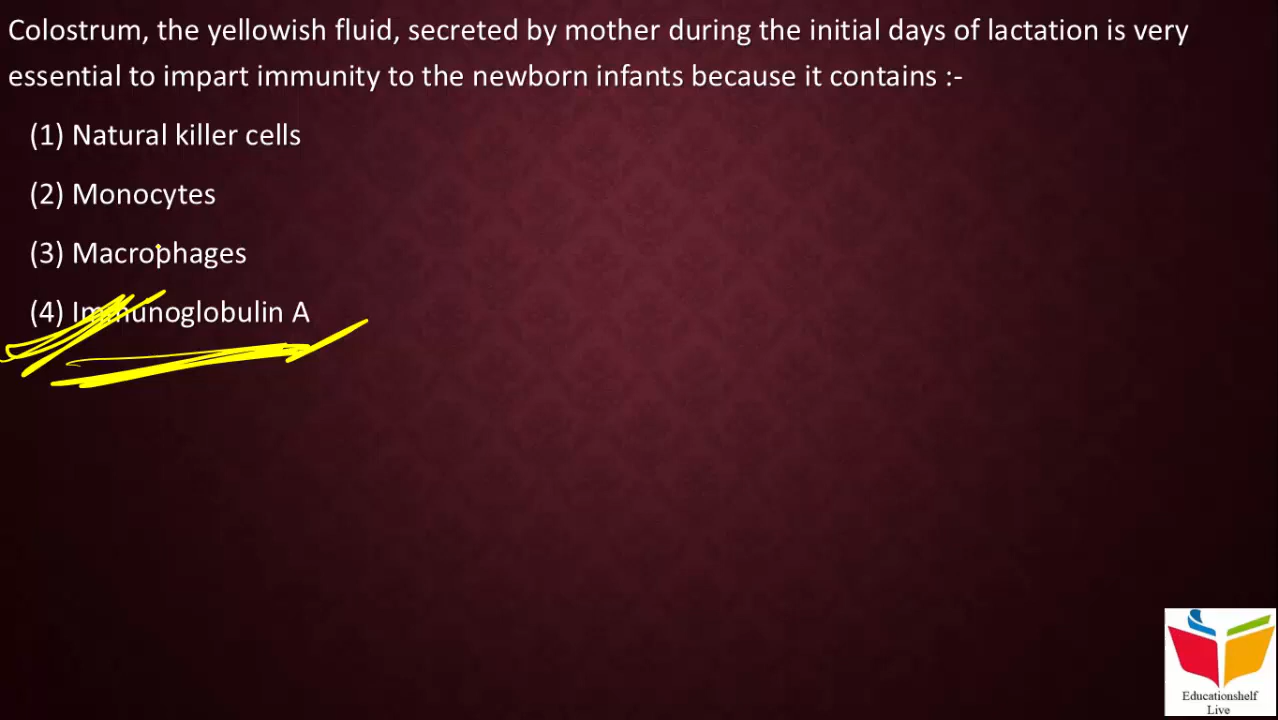 Colostrum, the yellowish fluid, secreted by mother during the initial days of lactation is very
essential to impart immunity to the newborn infants because it contains :-
(1) Natural killer cells
(2) Monocytes
(3) Macrophages
(4) Immunoglobulin A
Educationshelf
Live